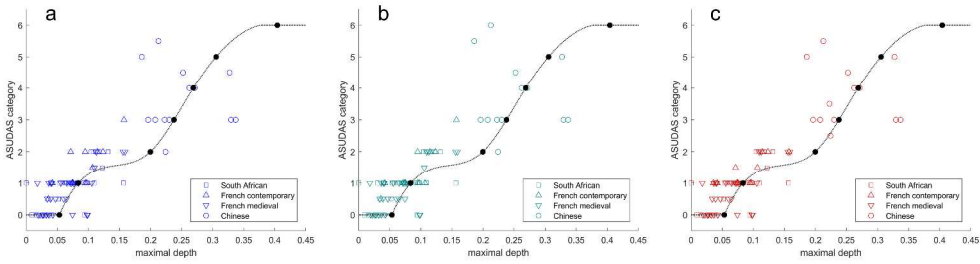 a
ASUDAS category
6
5
4
3
2
1
0
0 0.05 0.1 0.15 0.2 0.25 0.3 0.35 0.4 0.45
maximal depth
South African
French contemporary
French medieval
Chinese
b
ASUDAS category
6
5
4
3
2
1
0
0 0.05 0.1 0.15 0.2 0.25 0.3 0.35 0.4 0.45
maximal depth
South African
French contemporary
French medieval
Chinese
c
ASUDAS category
6
5
4
3
2
1
0
0 0.05 0.1 0.15 0.2 0.25 0.3 0.35 0.4 0.45
maximal depth
South African
French contemporary
French medieval
Chinese